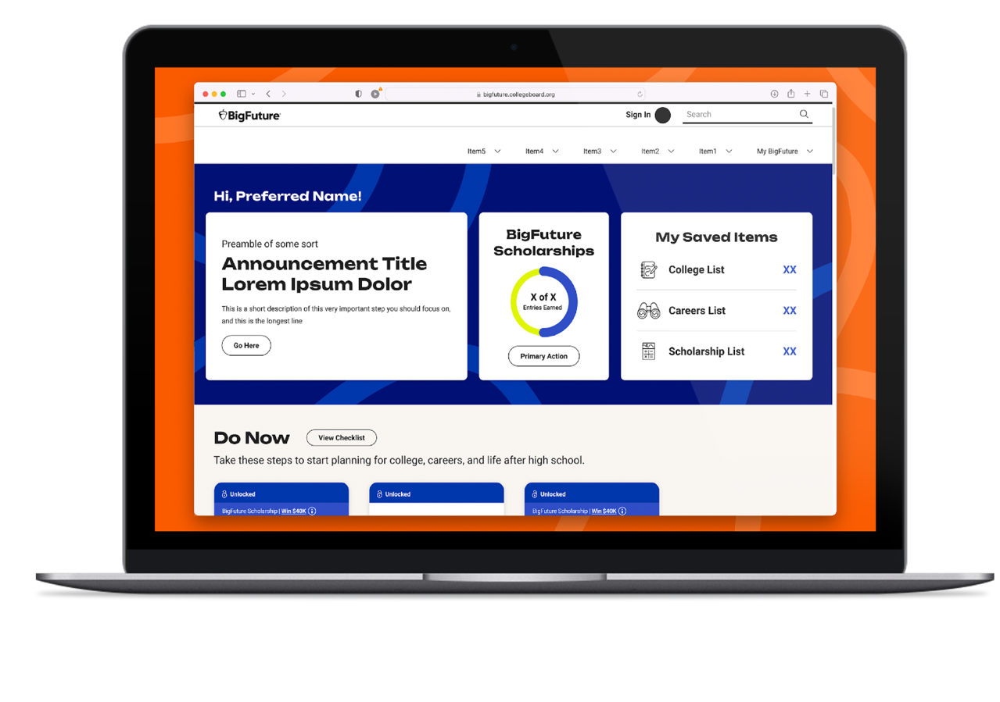 bigfuture.collegeboard.org
BigFuture
Sign In
Search
Item5
Item4
Item3
Item2
Item1
My BigFuture
Hi, Preferred Name!
Preamble of some sort
Announcement Title
Lorem Ipsum Dolor
This is a short description of this very important step you should focus on,
and this is the longest line
Go Here
BigFuture
Scholarships
X of X
Entries Earned
Primary Action
My Saved Items
College List XX
Careers List XX
Scholarship List XX
Do Now
View Checklist
Take these steps to start planning for college, careers, and life after high school.
Unlocked
BigFuture Scholarship | Win $40K
Unlocked
Unlocked
BigFuture Scholarship | Win $40K